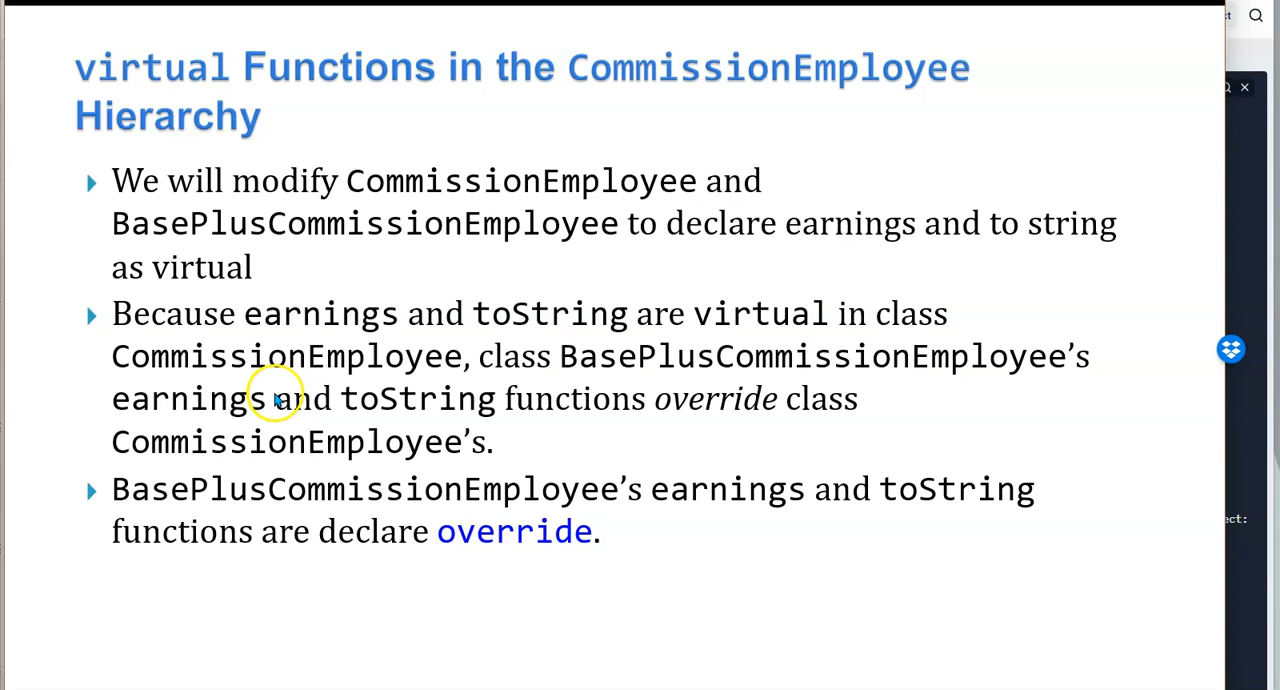 virtual Functions in the CommissionEmployee
Hierarchy
We will modify CommissionEmployee and
BasePlusCommissionEmployee to declare earnings and to string
as virtual
Because earnings and toString are virtual in class
CommissionEmployee, class BasePlusCommissionEmployee’s
earnings and toString functions override class
CommissionEmployee’s.
BasePlusCommissionEmployee’s earnings and toString
functions are declare override.
ect: